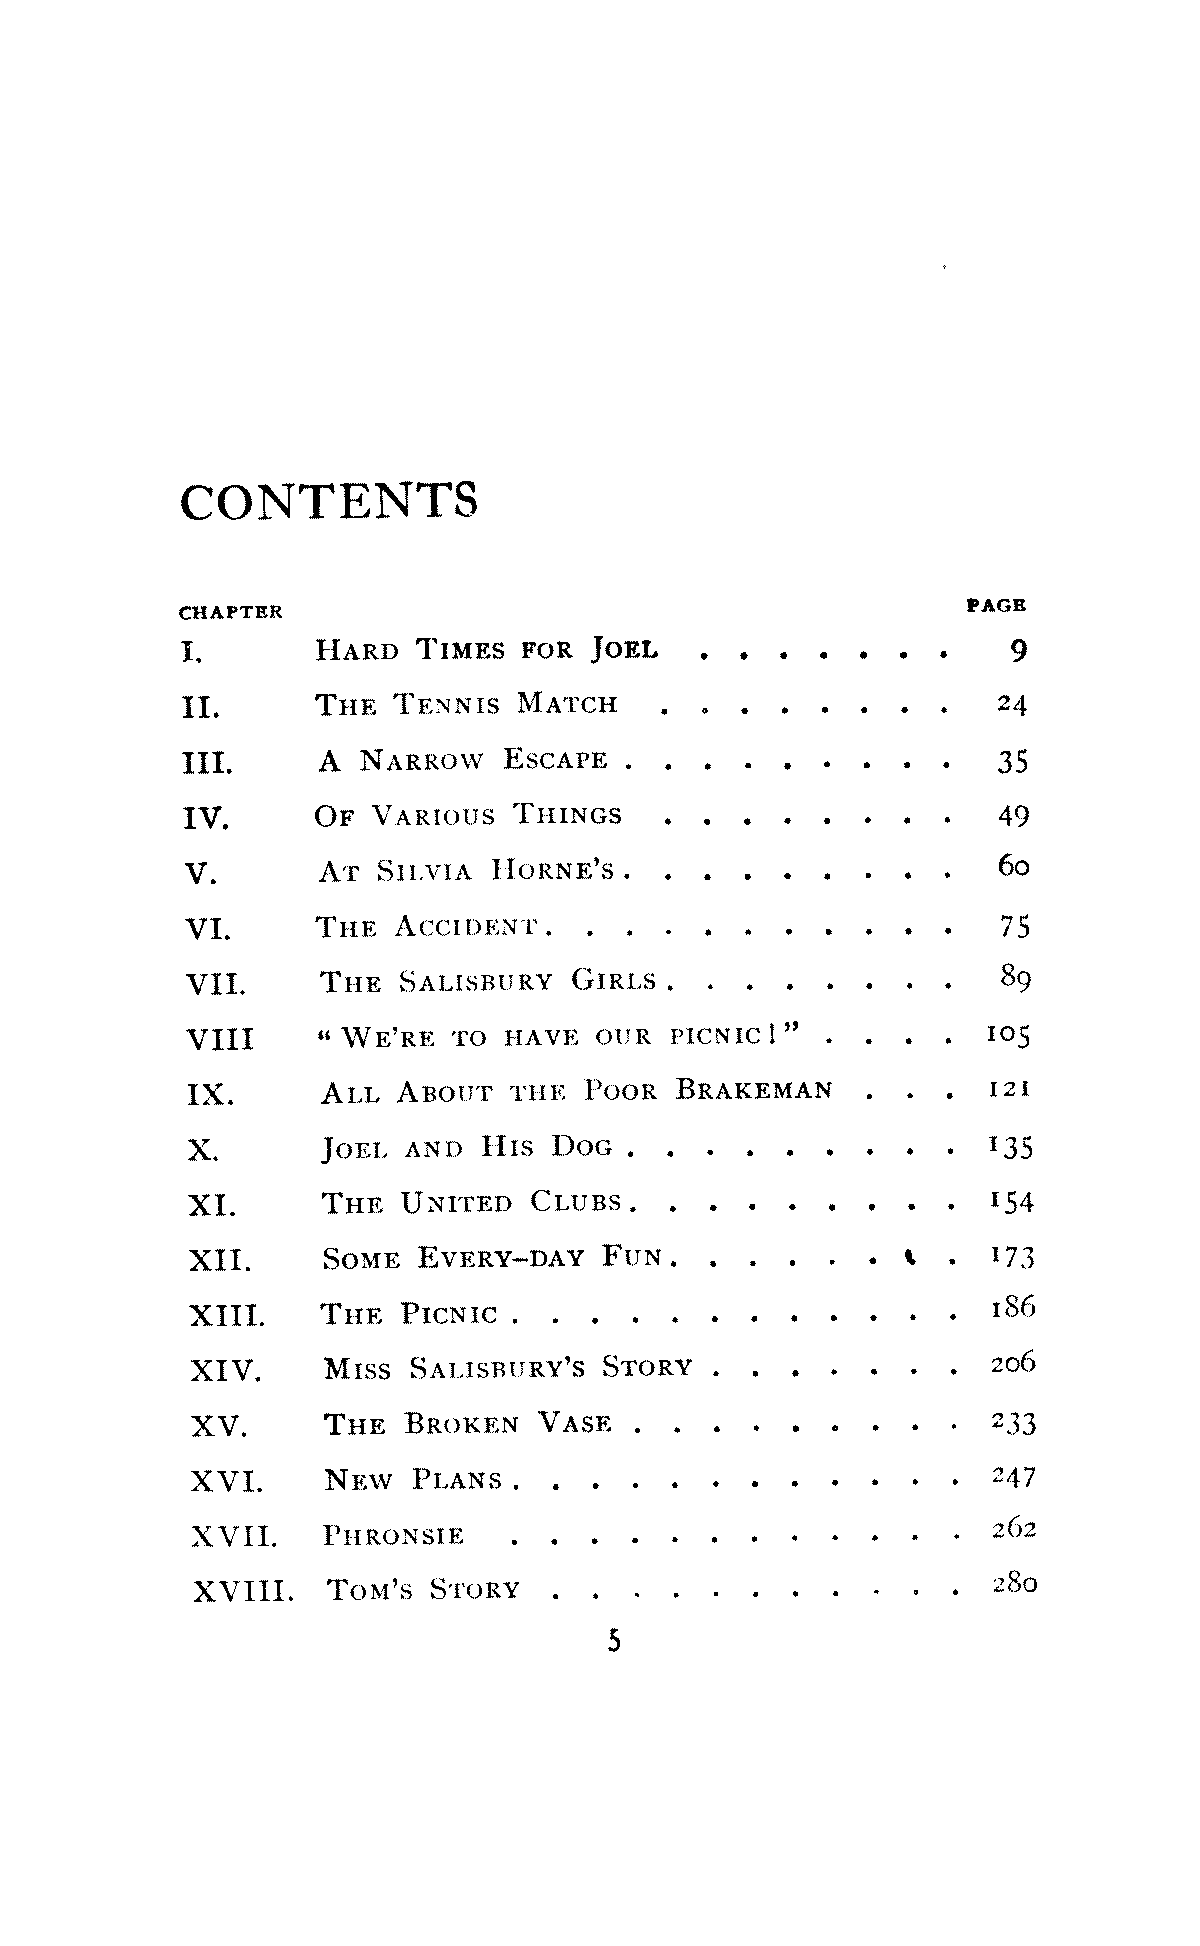 CONTENTS
CHAPTER PAGE
I. HARD TIMES FOR JOEL . . . . . . . 9
II. THE TENNIS MATCH . . . . . . . . 24
III. A NARROW ESCAPE . . . . . . . . . 35
IV. OF VARIOUS THINGS . . . . . . . . 49
V. AT SILVIA HORNE'S . . . . . . . . . 60
VI. THE ACCIDENT . . . . . . . . . . . 75
VII. THE SALISBURY GIRLS . . . . . . . . 89
VIII "WE'RE TO HAVE OUR PICNIC!" . . . . 105
IX. ALL ABOUT THE POOR BRAKEMAN . . . 121
X. JOEL AND HIS DOG . . . . . . . . . 135
XI. THE UNITED CLUBS . . . . . . . . . 154
XII. SOME EVERY-DAY FUN . . . . . . . . 173
XIII. THE PICNIC . . . . . . . . . . . . 186
XIV. MISS SALISBURY'S STORY . . . . . . . 206
XV. THE BROKEN VASE . . . . . . . . . 233
XVI. NEW PLANS . . . . . . . . . . . . 247
XVII. PHRONSIE . . . . . . . . . . . . 262
XVIII. TOM'S STORY . . . . . . . . . . . 280
5